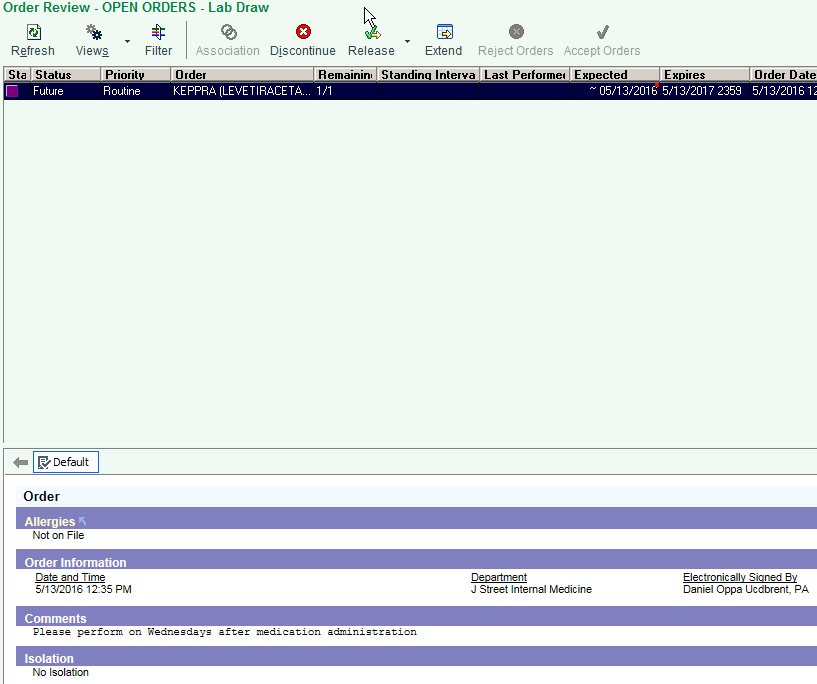 Order Review - OPEN ORDERS - Lab Draw
Refresh Views Filter Association Discontinue Release Extend Reject Orders Accept Orders
Sta Status Priority Order Remainin Standing Interva Last Performe Expected Expires Order Date
Future Routine KEPPRA (LEVETIRACETA... 1/1 ~ 05/13/2016 5/13/2017 2359 5/13/2016 12
Default
Order
Allergies
Not on File
Order Information
Date and Time Department Electronically Signed By
5/13/2016 12:35 PM J Street Internal Medicine Daniel Oppa Ucdbrent, PA
Comments
Please perform on Wednesdays after medication administration
Isolation
No Isolation